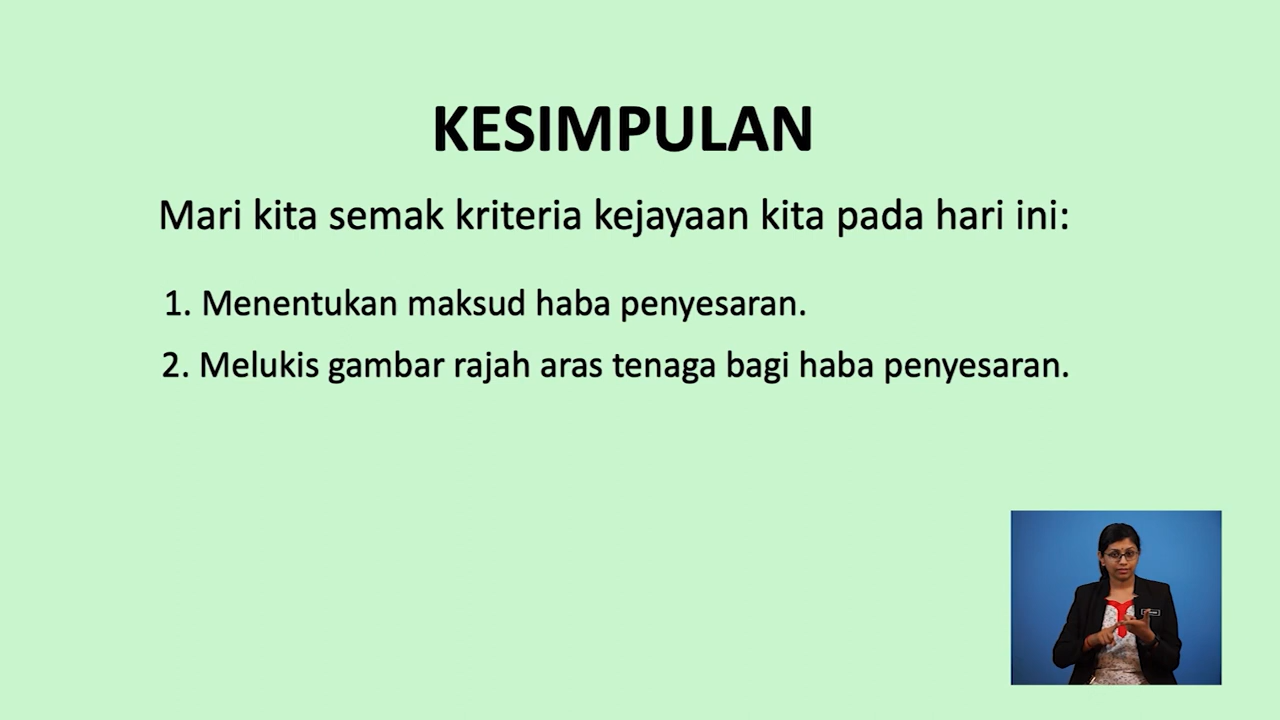 KESIMPULAN
Mari kita semak kriteria kejayaan kita pada hari ini:
1. Menentukan maksud haba penyesaran.
2. Melukis gambar rajah aras tenaga bagi haba penyesaran.